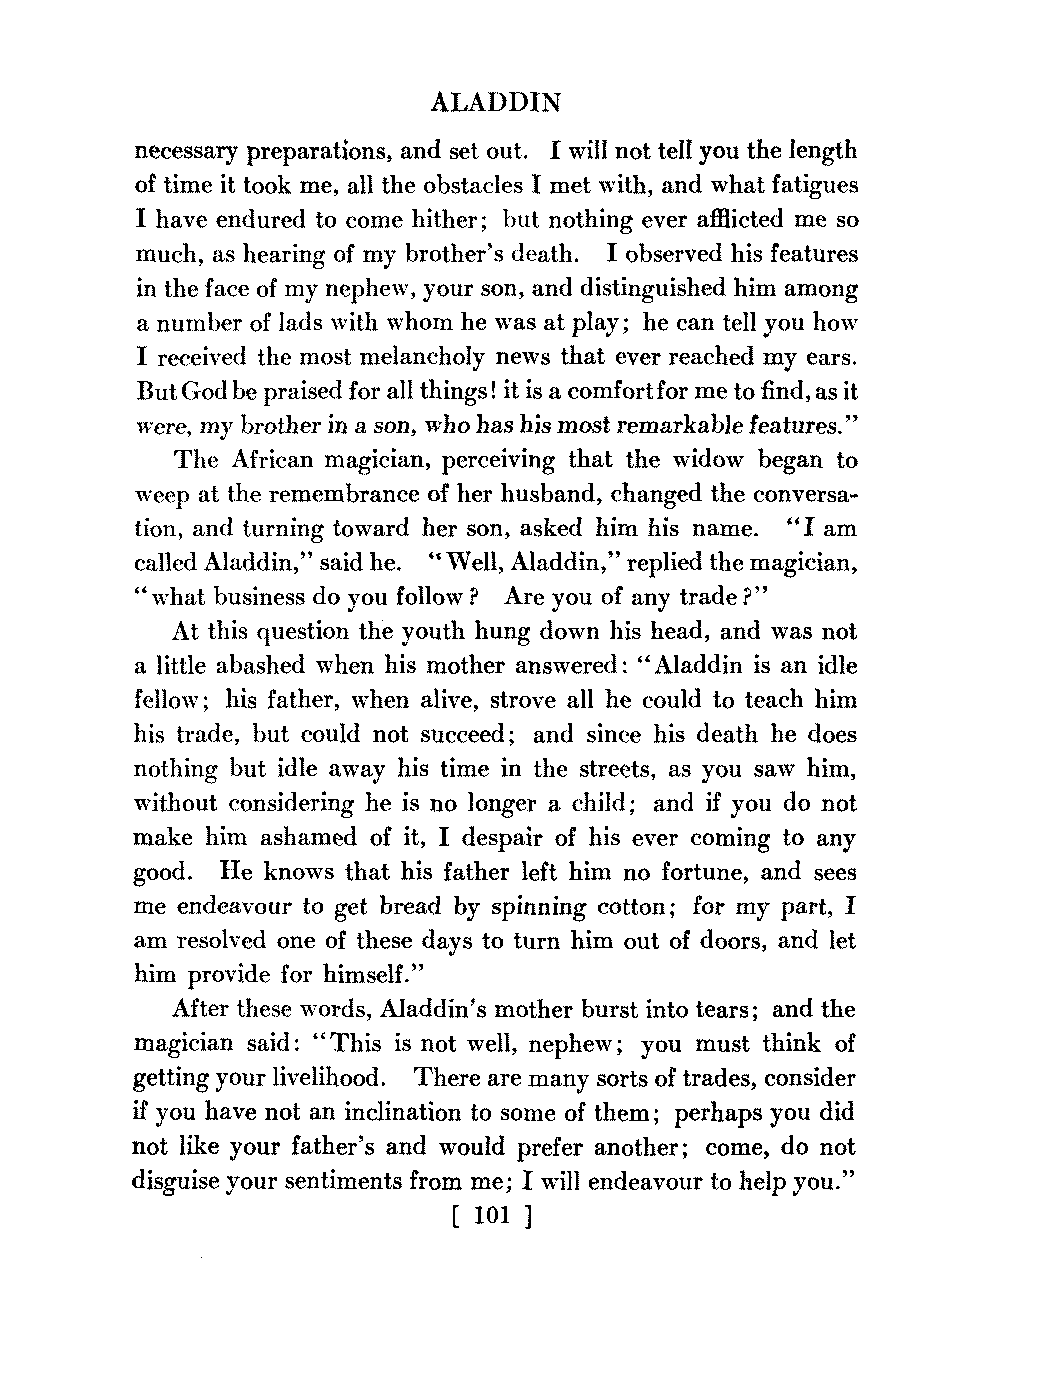 ALADDIN
necessary preparations, and set out. I will not tell you the length
of time it took me, all the obstacles I met with, and what fatigues
I have endured to come hither; but nothing ever afflicted me so
much, as hearing of my brother's death. I observed his features
in the face of my nephew, your son, and distinguished him among
a number of lads with whom he was at play; he can tell you how
I received the most melancholy news that ever reached my ears.
But God be praised for all things! it is a comfort for me to find, as it
were, my brother in a son, who has his most remarkable features."
The African magician, perceiving that the widow began to
weep at the remembrance of her husband, changed the conversa-
tion, and turning toward her son, asked him his name. "I am
called Aladdin," said he. "Well, Aladdin," replied the magician,
"what business do you follow? Are you of any trade?"
At this question the youth hung down his head, and was not
a little abashed when his mother answered: "Aladdin is an idle
fellow; his father, when alive, strove all he could to teach him
his trade, but could not succeed; and since his death he does
nothing but idle away his time in the streets, as you saw him,
without considering he is no longer a child; and if you do not
make him ashamed of it, I despair of his ever coming to any
good. He knows that his father left him no fortune, and sees
me endeavour to get bread by spinning cotton; for my part, I
am resolved one of these days to turn him out of doors, and let
him provide for himself."
After these words, Aladdin's mother burst into tears; and the
magician said: "This is not well, nephew; you must think of
getting your livelihood. There are many sorts of trades, consider
if you have not an inclination to some of them; perhaps you did
not like your father's and would prefer another; come, do not
disguise your sentiments from me; I will endeavour to help you."
[ 101 ]